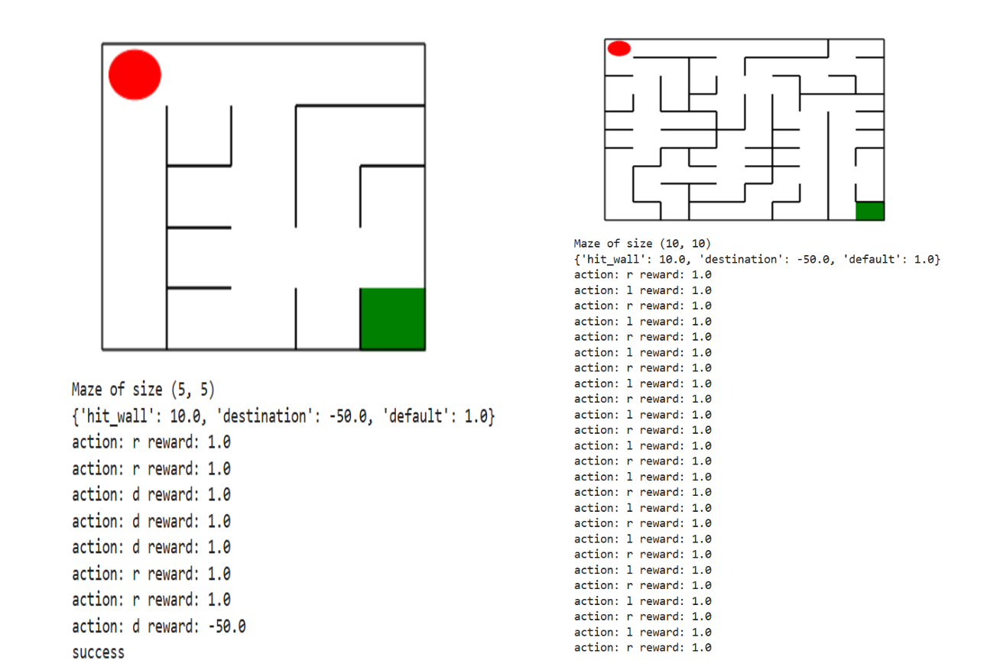 Maze of size (5, 5)
{'hit_wall': 10.0, 'destination': -50.0, 'default': 1.0}
action: r reward: 1.0
action: r reward: 1.0
action: d reward: 1.0
action: d reward: 1.0
action: d reward: 1.0
action: r reward: 1.0
action: r reward: 1.0
action: d reward: -50.0
success
Maze of size (10, 10)
{'hit_wall': 10.0, 'destination': -50.0, 'default': 1.0}
action: r reward: 1.0
action: l reward: 1.0
action: r reward: 1.0
action: l reward: 1.0
action: r reward: 1.0
action: l reward: 1.0
action: r reward: 1.0
action: l reward: 1.0
action: r reward: 1.0
action: l reward: 1.0
action: r reward: 1.0
action: l reward: 1.0
action: r reward: 1.0
action: l reward: 1.0
action: r reward: 1.0
action: l reward: 1.0
action: r reward: 1.0
action: l reward: 1.0
action: r reward: 1.0
action: l reward: 1.0
action: r reward: 1.0
action: l reward: 1.0
action: r reward: 1.0
action: l reward: 1.0
action: r reward: 1.0